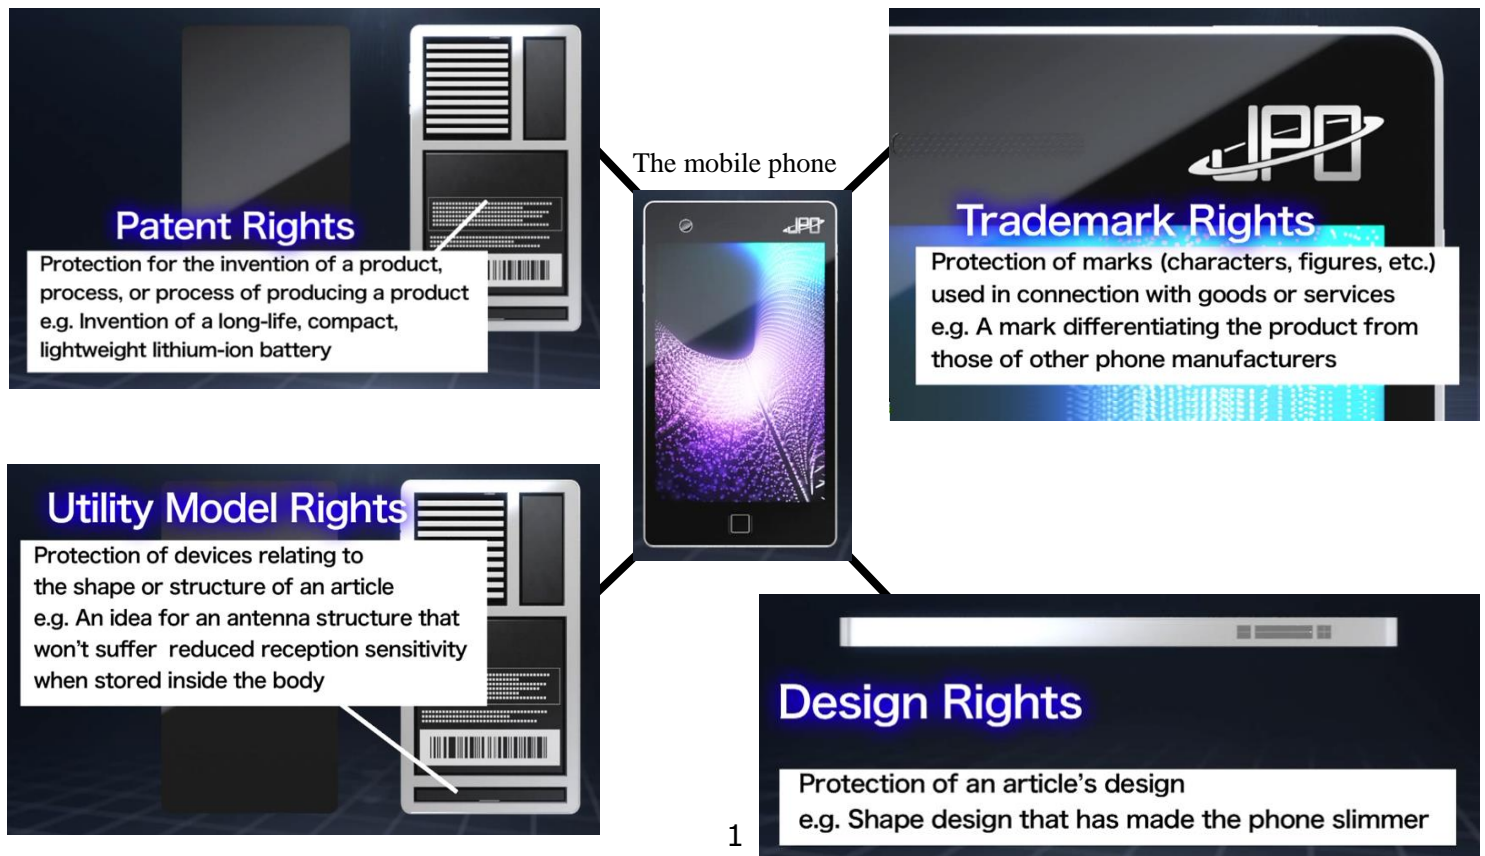 Patent Rights
Protection for the invention of a product,
process, or process of producing a product
e.g. Invention of a long-life, compact,
lightweight lithium-ion battery
The mobile phone
JPO
JPO
Trademark Rights
Protection of marks (characters, figures, etc.)
used in connection with goods or services
e.g. A mark differentiating the product from
those of other phone manufacturers
Utility Model Rights
Protection of devices relating to
the shape or structure of an article
e.g. An idea for an antenna structure that
won't suffer reduced reception sensitivity
when stored inside the body
Design Rights
Protection of an article's design
e.g. Shape design that has made the phone slimmer
1